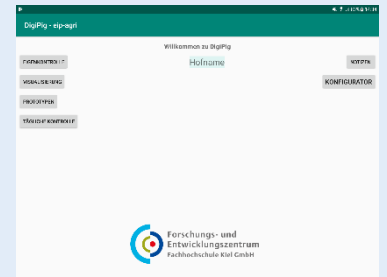 DigiPig - eip-agri
Willkommen zu DigiPig
EIGENKONTROLLE
Hofname
NOTIZEN
VISUALISIERUNG
KONFIGURATOR
PROTOTYPEN
TÄGLICHE KONTROLLE
Forschungs- und
Entwicklungszentrum
Fachhochschule Kiel GmbH